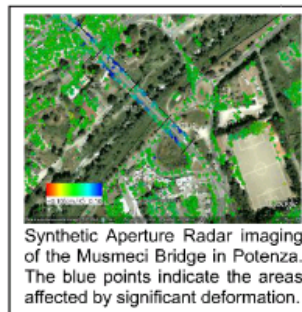 Synthetic Aperture Radar imaging
of the Musmeci Bridge in Potenza.
The blue points indicate the areas
affected by significant deformation.